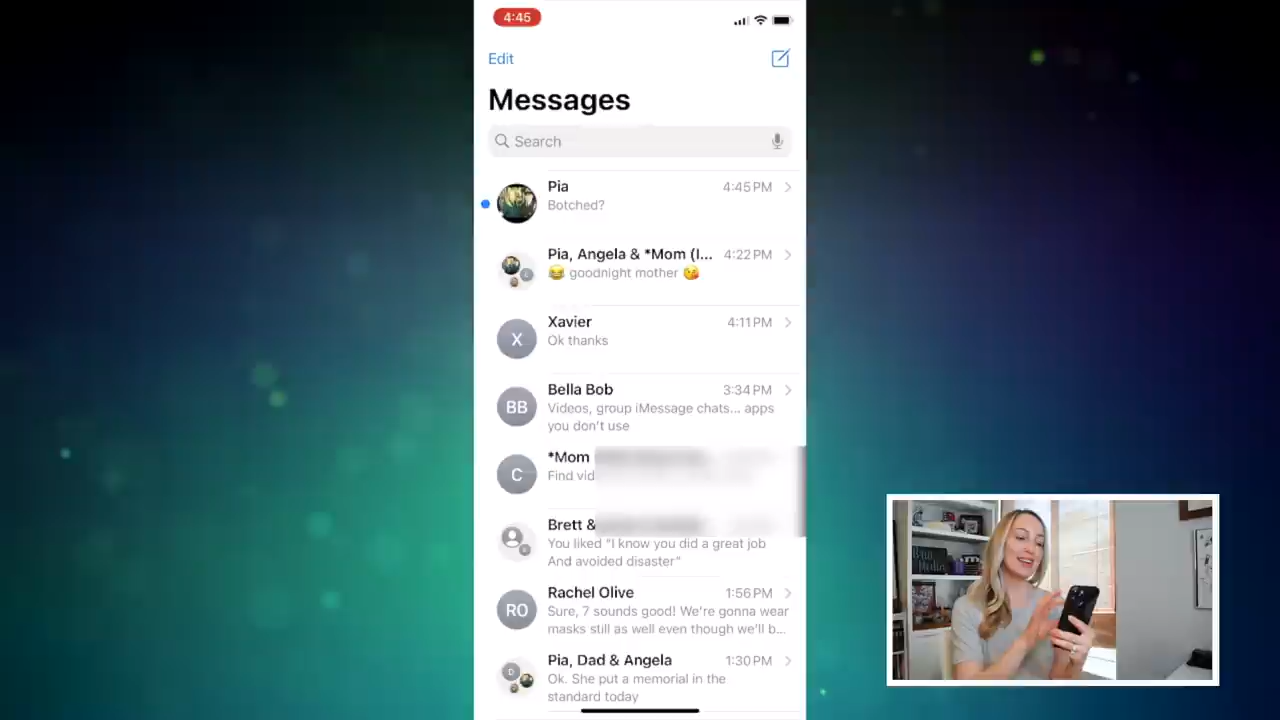 4:45
Edit
Messages
Search
Pia
4:45 PM
Botched?
Pia, Angela & *Mom (I...
4:22 PM
😂 goodnight mother 😘
Xavier
4:11 PM
X
Ok thanks
Bella Bob
3:34 PM
BB
Videos, group iMessage chats... apps
you don't use
*Mom
C
Find vid
Brett &
You liked "I know you did a great job
And avoided disaster"
Rachel Olive
1:56 PM
RO
Sure, 7 sounds good! We're gonna wear
masks still as well even though we'll b...
Pia, Dad & Angela
1:30 PM
D
Ok. She put a memorial in the
standard today